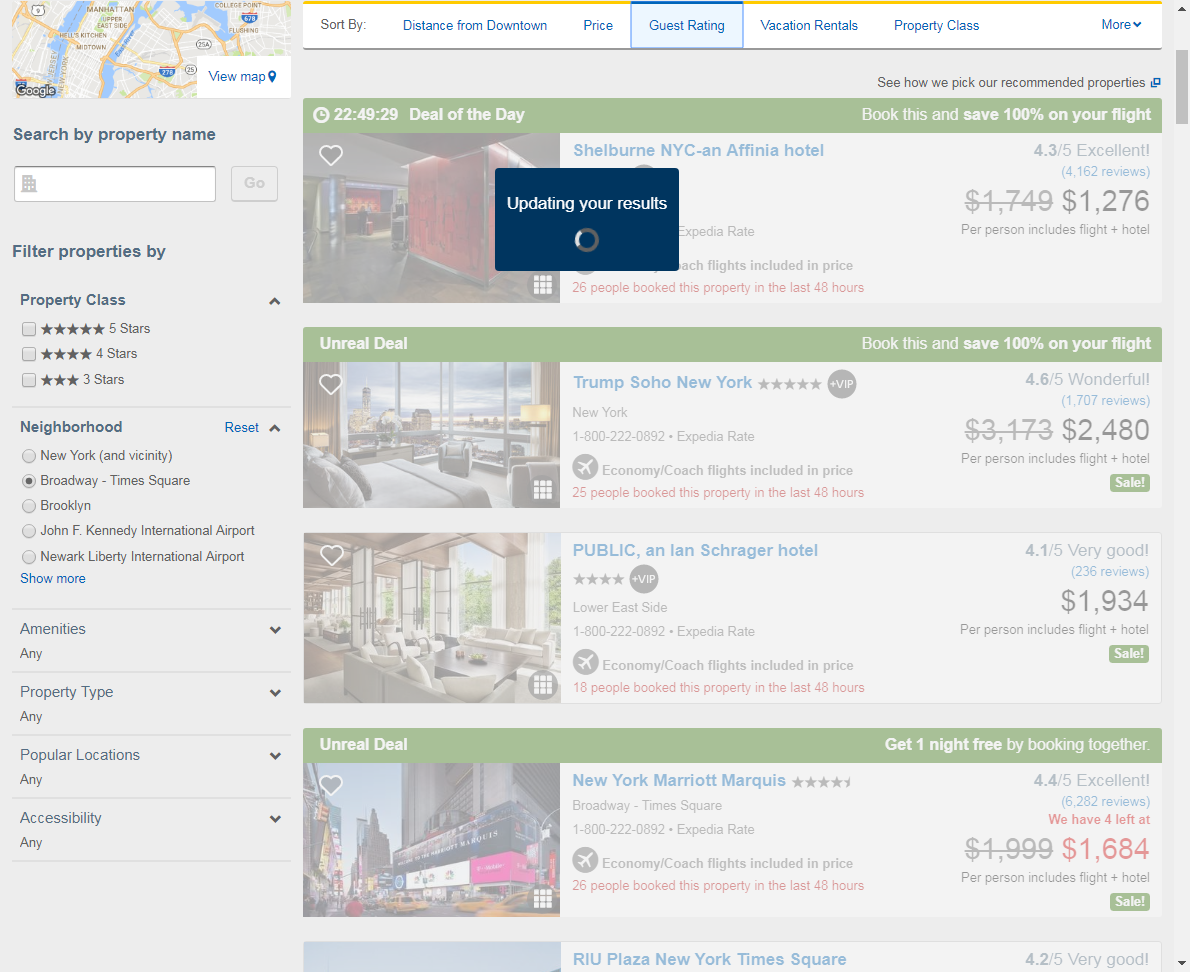 MANHATTAN
UPPER
EAST SIDE
HELL'S KITCHEN
MIDTOWN
NEW YORK
East River
COLLEGE POINT
FLUSHING
9
678
25A
25
278
Google
View map
Sort By: Distance from Downtown Price Guest Rating Vacation Rentals Property Class More
See how we pick our recommended properties
Search by property name
Go
Filter properties by
Property Class
5 Stars
4 Stars
3 Stars
Neighborhood Reset
New York (and vicinity)
Broadway - Times Square
Brooklyn
John F. Kennedy International Airport
Newark Liberty International Airport
Show more
Amenities
Any
Property Type
Any
Popular Locations
Any
Accessibility
Any
22:49:29 Deal of the Day Book this and save 100% on your flight
Shelburne NYC-an Affinia hotel
4.3/5 Excellent!
(4,162 reviews)
$1,749 $1,276
Per person includes flight + hotel
Updating your results
Expedia Rate
flights included in price
26 people booked this property in the last 48 hours
Unreal Deal Book this and save 100% on your flight
Trump Soho New York +VIP
New York
1-800-222-0892 • Expedia Rate
Economy/Coach flights included in price
25 people booked this property in the last 48 hours
4.6/5 Wonderful!
(1,707 reviews)
$3,173 $2,480
Per person includes flight + hotel
Sale!
PUBLIC, an Ian Schrager hotel
+VIP
Lower East Side
1-800-222-0892 • Expedia Rate
Economy/Coach flights included in price
18 people booked this property in the last 48 hours
4.1/5 Very good!
(236 reviews)
$1,934
Per person includes flight + hotel
Sale!
Unreal Deal Get 1 night free by booking together.
New York Marriott Marquis
Broadway - Times Square
1-800-222-0892 • Expedia Rate
Economy/Coach flights included in price
26 people booked this property in the last 48 hours
4.4/5 Excellent!
(6,282 reviews)
We have 4 left at
$1,999 $1,684
Per person includes flight + hotel
Sale!
RIU Plaza New York Times Square
4.2/5 Very good!